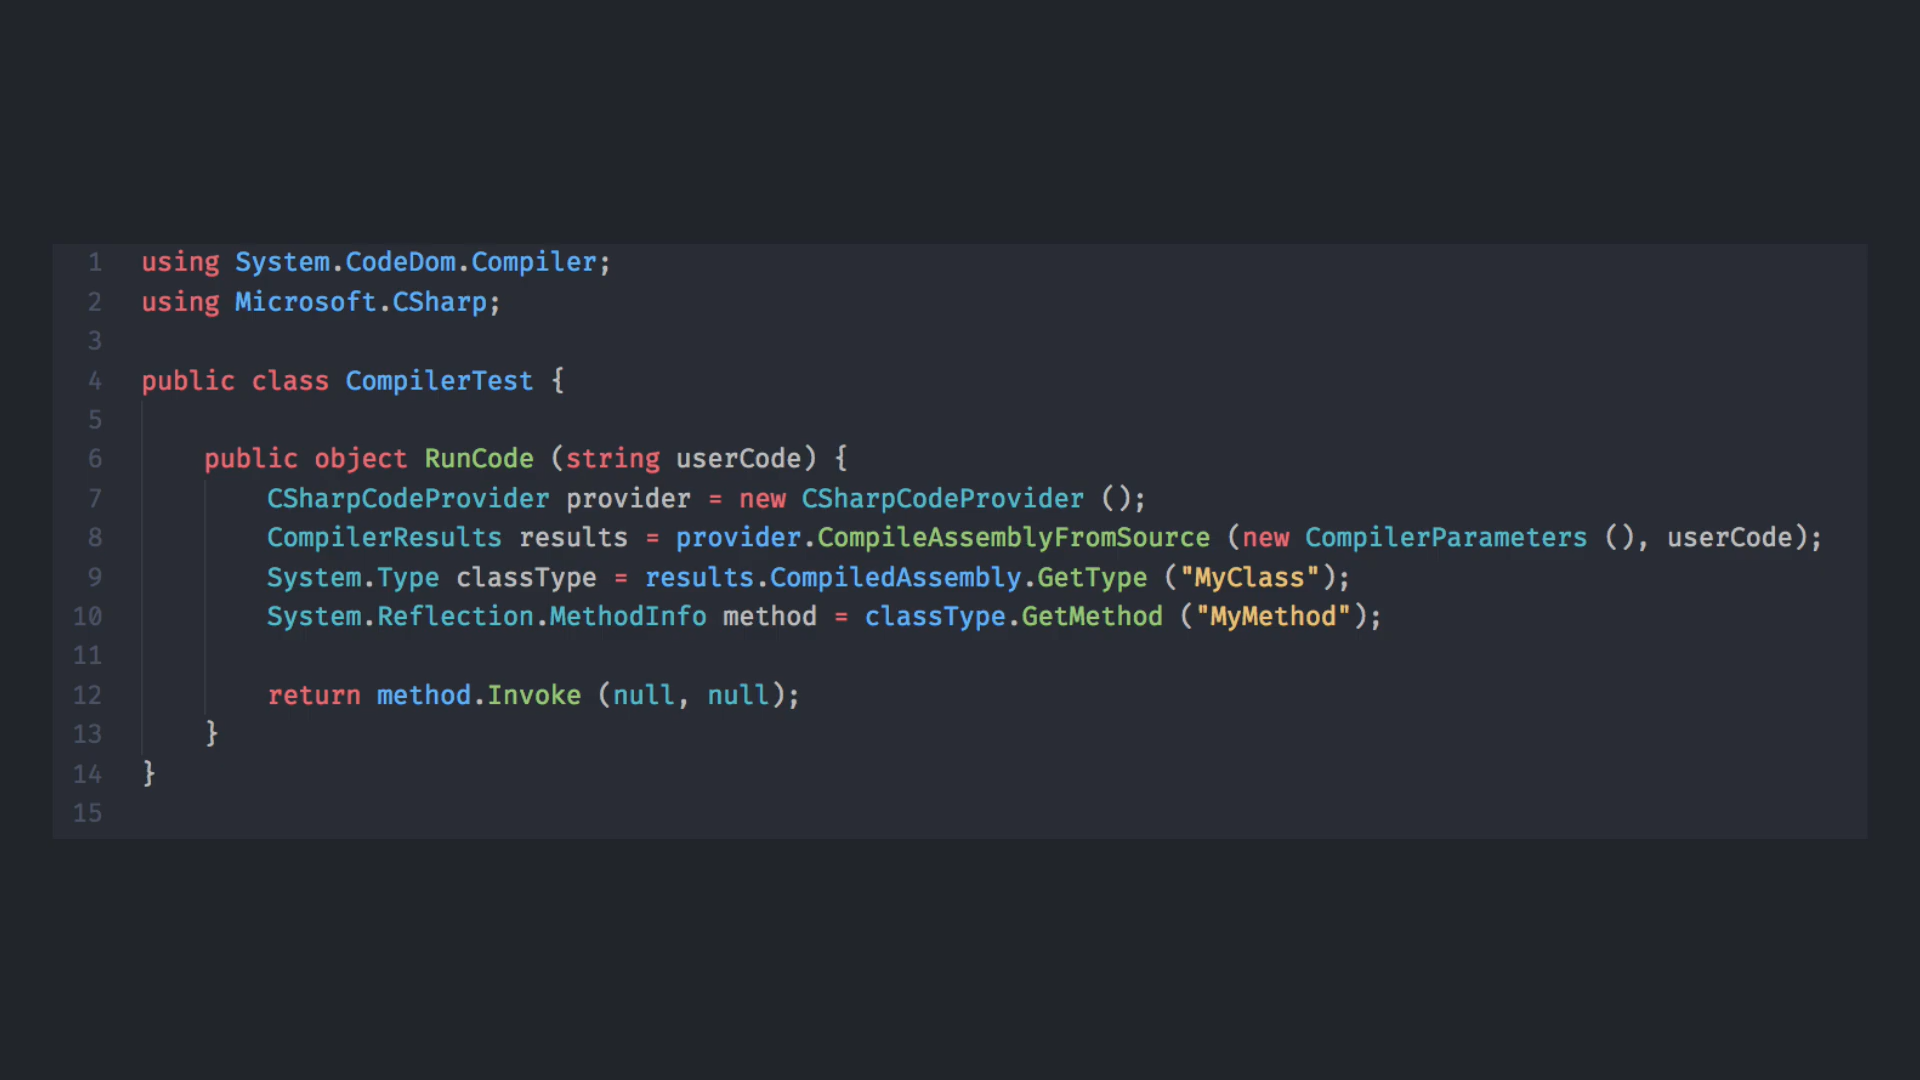 1 using System.CodeDom.Compiler;
2 using Microsoft.CSharp;
3
4 public class CompilerTest {
5
6 public object RunCode (string userCode) {
7 CSharpCodeProvider provider = new CSharpCodeProvider ();
8 CompilerResults results = provider.CompileAssemblyFromSource (new CompilerParameters (), userCode);
9 System.Type classType = results.CompiledAssembly.GetType ("MyClass");
10 System.Reflection.MethodInfo method = classType.GetMethod ("MyMethod");
11
12 return method.Invoke (null, null);
13 }
14 }
15